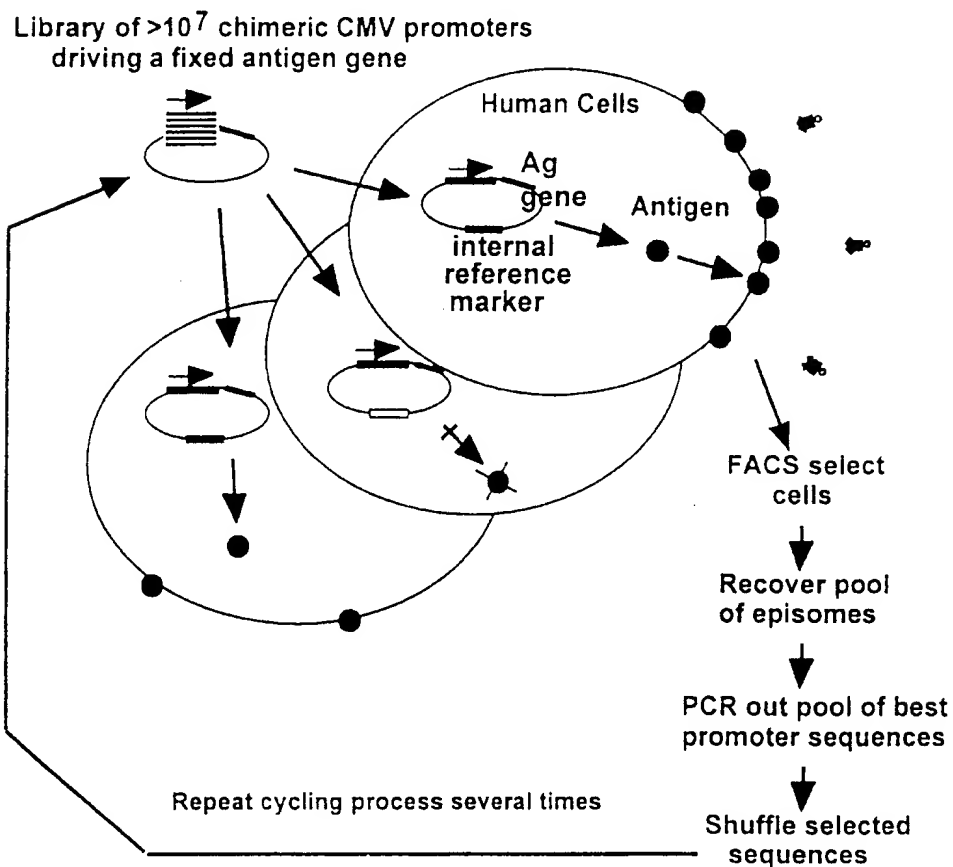 Library of >10^7 chimeric CMV promoters
driving a fixed antigen gene
Human Cells
Ag
gene
Antigen
internal
reference
marker
FACS select
cells
Recover pool
of episomes
PCR out pool of best
promoter sequences
Shuffle selected
sequences
Repeat cycling process several times